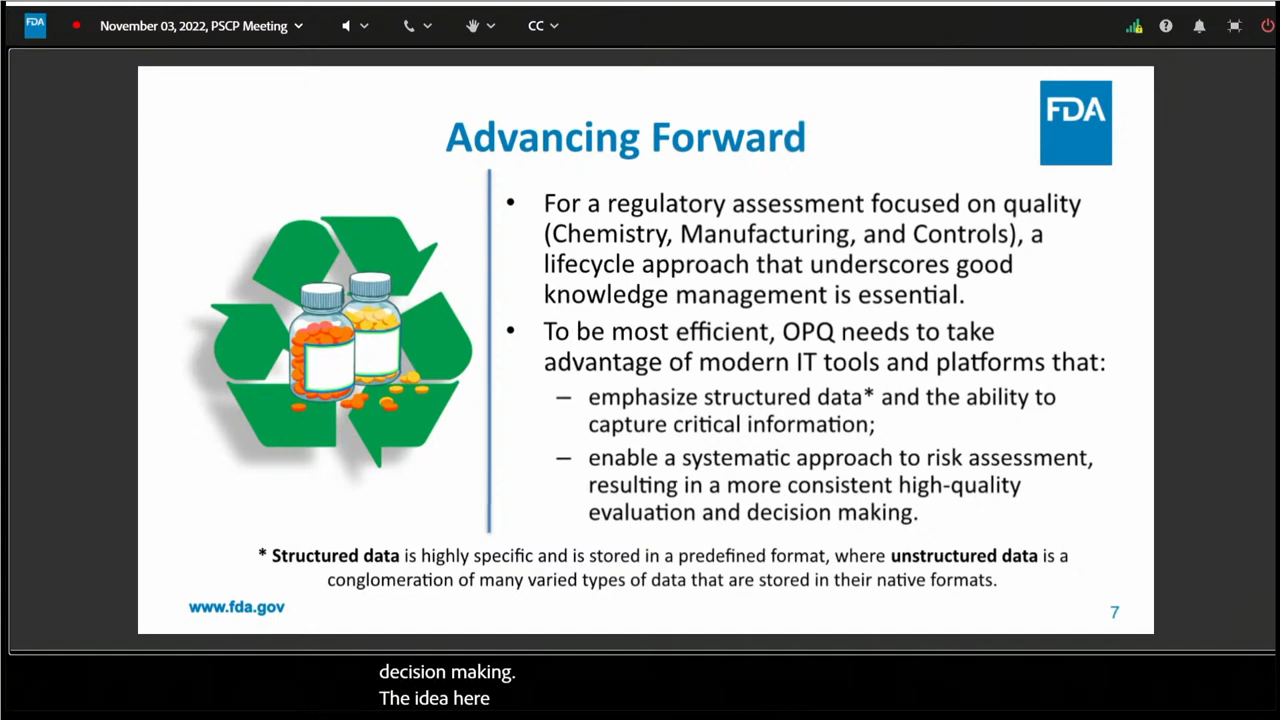 FDA
November 03, 2022, PSCP Meeting
CC
FDA
Advancing Forward
• For a regulatory assessment focused on quality
(Chemistry, Manufacturing, and Controls), a
lifecycle approach that underscores good
knowledge management is essential.
• To be most efficient, OPQ needs to take
advantage of modern IT tools and platforms that:
– emphasize structured data* and the ability to
capture critical information;
– enable a systematic approach to risk assessment,
resulting in a more consistent high-quality
evaluation and decision making.
* Structured data is highly specific and is stored in a predefined format, where unstructured data is a
conglomeration of many varied types of data that are stored in their native formats.
www.fda.gov
7
decision making.
The idea here